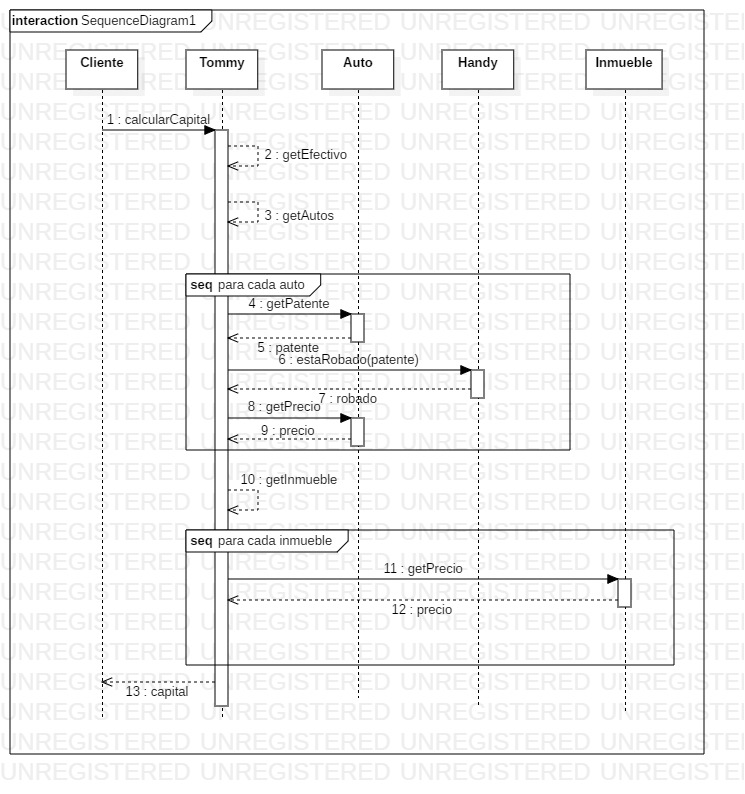 interaction SequenceDiagram1
Cliente
Tommy
Auto
Handy
Inmueble
1 : calcularCapital
2 : getEfectivo
3 : getAutos
seq para cada auto
4 : getPatente
5 : patente
6 : estaRobado(patente)
7 : robado
8 : getPrecio
9 : precio
10 : getInmueble
seq para cada inmueble
11 : getPrecio
12 : precio
13 : capital
UNREGISTERED